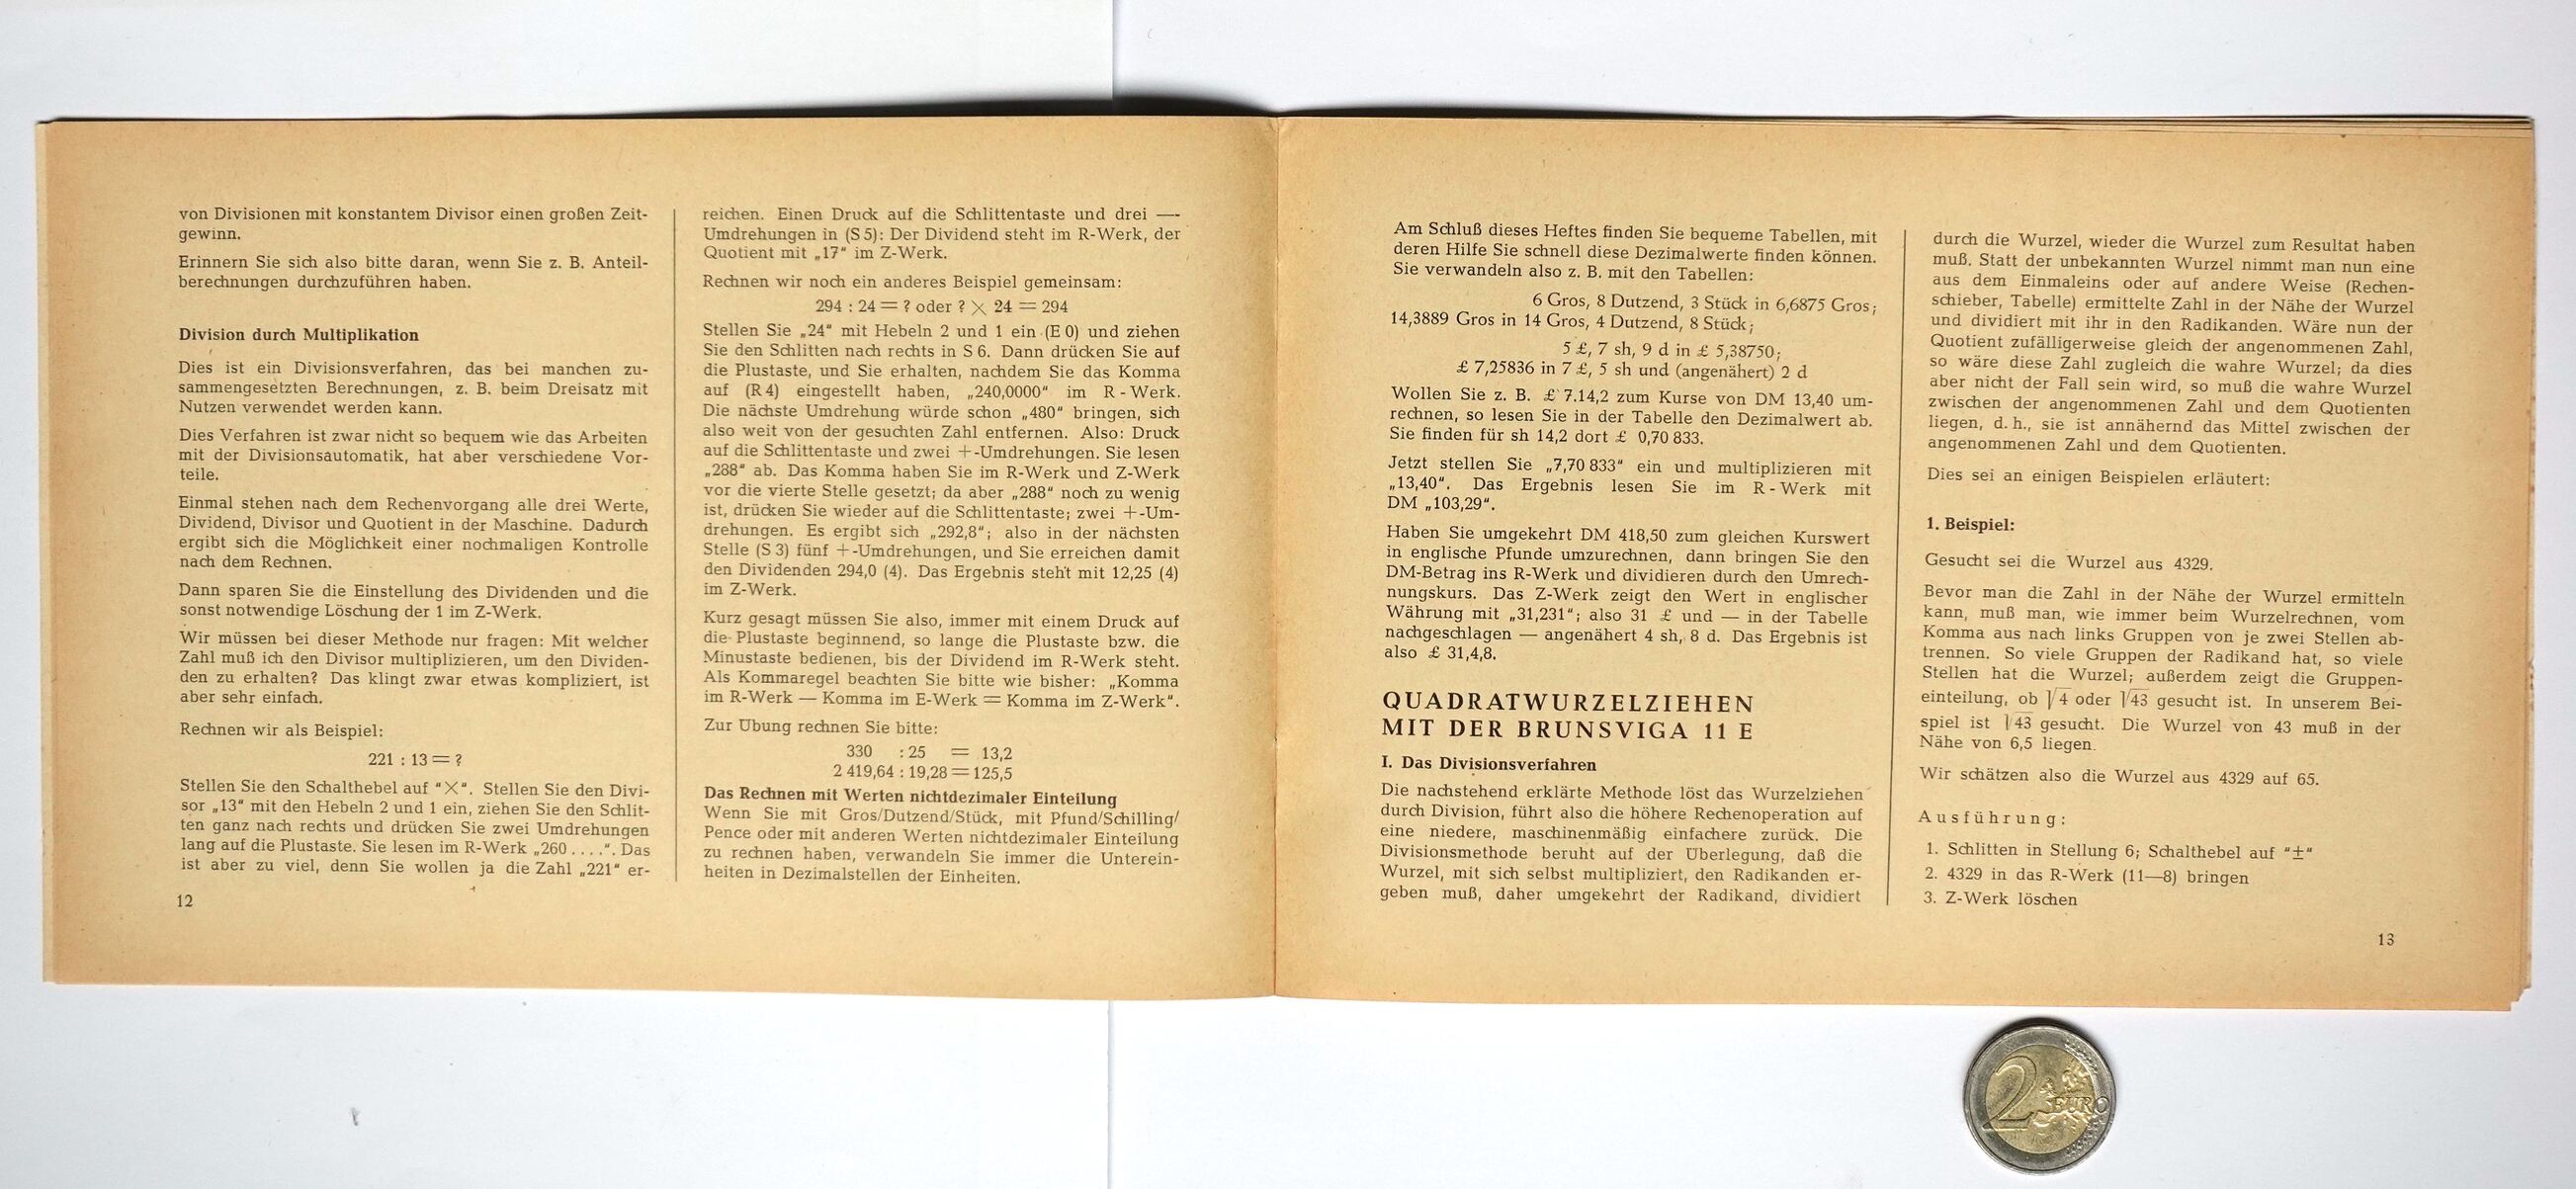 von Divisionen mit konstantem Divisor einen großen Zeit-
gewinn.
Erinnern Sie sich also bitte daran, wenn Sie z. B. Anteil-
berechnungen durchzuführen haben.
Division durch Multiplikation
Dies ist ein Divisionsverfahren, das bei manchen zu-
sammengesetzten Berechnungen, z. B. beim Dreisatz mit
Nutzen verwendet werden kann.
Dies Verfahren ist zwar nicht so bequem wie das Arbeiten
mit der Divisionsautomatik, hat aber verschiedene Vor-
teile.
Einmal stehen nach dem Rechenvorgang alle drei Werte,
Dividend, Divisor und Quotient in der Maschine. Dadurch
ergibt sich die Möglichkeit einer nochmaligen Kontrolle
nach dem Rechnen.
Dann sparen Sie die Einstellung des Dividenden und die
sonst notwendige Löschung der 1 im Z-Werk.
Wir müssen bei dieser Methode nur fragen: Mit welcher
Zahl muß ich den Divisor multiplizieren, um den Dividen-
den zu erhalten? Das klingt zwar etwas kompliziert, ist
aber sehr einfach.
Rechnen wir als Beispiel:
221 : 13 = ?
Stellen Sie den Schalthebel auf "×". Stellen Sie den Divi-
sor „13" mit den Hebeln 2 und 1 ein, ziehen Sie den Schlit-
ten ganz nach rechts und drücken Sie zwei Umdrehungen
lang auf die Plustaste. Sie lesen im R-Werk „260 . . . .". Das
ist aber zu viel, denn Sie wollen ja die Zahl „221" er-
12
reichen. Einen Druck auf die Schlittentaste und drei —-
Umdrehungen in (S 5): Der Dividend steht im R-Werk, der
Quotient mit „17" im Z-Werk.
Rechnen wir noch ein anderes Beispiel gemeinsam:
294 : 24 = ? oder ? × 24 = 294
Stellen Sie „24" mit Hebeln 2 und 1 ein (E 0) und ziehen
Sie den Schlitten nach rechts in S 6. Dann drücken Sie auf
die Plustaste, und Sie erhalten, nachdem Sie das Komma
auf (R 4) eingestellt haben, „240,0000" im R - Werk.
Die nächste Umdrehung würde schon „480" bringen, sich
also weit von der gesuchten Zahl entfernen. Also: Druck
auf die Schlittentaste und zwei +-Umdrehungen. Sie lesen
„288" ab. Das Komma haben Sie im R-Werk und Z-Werk
vor die vierte Stelle gesetzt; da aber „288" noch zu wenig
ist, drücken Sie wieder auf die Schlittentaste; zwei +-Um-
drehungen. Es ergibt sich „292,8"; also in der nächsten
Stelle (S 3) fünf +-Umdrehungen, und Sie erreichen damit
den Dividenden 294,0 (4). Das Ergebnis steht mit 12,25 (4)
im Z-Werk.
Kurz gesagt müssen Sie also, immer mit einem Druck auf
die Plustaste beginnend, so lange die Plustaste bzw. die
Minustaste bedienen, bis der Dividend im R-Werk steht.
Als Kommaregel beachten Sie bitte wie bisher: „Komma
im R-Werk — Komma im E-Werk = Komma im Z-Werk".
Zur Übung rechnen Sie bitte:
330 : 25 = 13,2
2 419,64 : 19,28 = 125,5
Das Rechnen mit Werten nichtdezimaler Einteilung
Wenn Sie mit Gros/Dutzend/Stück, mit Pfund/Schilling/
Pence oder mit anderen Werten nichtdezimaler Einteilung
zu rechnen haben, verwandeln Sie immer die Unterein-
heiten in Dezimalstellen der Einheiten.
Am Schluß dieses Heftes finden Sie bequeme Tabellen, mit
deren Hilfe Sie schnell diese Dezimalwerte finden können.
Sie verwandeln also z. B. mit den Tabellen:
6 Gros, 8 Dutzend, 3 Stück in 6,6875 Gros;
14,3889 Gros in 14 Gros, 4 Dutzend, 8 Stück;
5 £, 7 sh, 9 d in £ 5,38750;
£ 7,25836 in 7 £, 5 sh und (angenähert) 2 d
Wollen Sie z. B. £ 7.14,2 zum Kurse von DM 13,40 um-
rechnen, so lesen Sie in der Tabelle den Dezimalwert ab.
Sie finden für sh 14,2 dort £ 0,70 833.
Jetzt stellen Sie „7,70 833" ein und multiplizieren mit
„13,40". Das Ergebnis lesen Sie im R - Werk mit
DM „103,29".
Haben Sie umgekehrt DM 418,50 zum gleichen Kurswert
in englische Pfunde umzurechnen, dann bringen Sie den
DM-Betrag ins R-Werk und dividieren durch den Umrech-
nungskurs. Das Z-Werk zeigt den Wert in englischer
Währung mit „31,231"; also 31 £ und — in der Tabelle
nachgeschlagen — angenähert 4 sh, 8 d. Das Ergebnis ist
also £ 31,4,8.
QUADRATWURZELZIEHEN
MIT DER BRUNSVIGA 11 E
I. Das Divisionsverfahren
Die nachstehend erklärte Methode löst das Wurzelziehen
durch Division, führt also die höhere Rechenoperation auf
eine niedere, maschinenmäßig einfachere zurück. Die
Divisionsmethode beruht auf der Überlegung, daß die
Wurzel, mit sich selbst multipliziert, den Radikanden er-
geben muß, daher umgekehrt der Radikand, dividiert
durch die Wurzel, wieder die Wurzel zum Resultat haben
muß. Statt der unbekannten Wurzel nimmt man nun eine
aus dem Einmaleins oder auf andere Weise (Rechen-
schieber, Tabelle) ermittelte Zahl in der Nähe der Wurzel
und dividiert mit ihr in den Radikanden. Wäre nun der
Quotient zufälligerweise gleich der angenommenen Zahl,
so wäre diese Zahl zugleich die wahre Wurzel; da dies
aber nicht der Fall sein wird, so muß die wahre Wurzel
zwischen der angenommenen Zahl und dem Quotienten
liegen, d. h., sie ist annähernd das Mittel zwischen der
angenommenen Zahl und dem Quotienten.
Dies sei an einigen Beispielen erläutert:
1. Beispiel:
Gesucht sei die Wurzel aus 4329.
Bevor man die Zahl in der Nähe der Wurzel ermitteln
kann, muß man, wie immer beim Wurzelrechnen, vom
Komma aus nach links Gruppen von je zwei Stellen ab-
trennen. So viele Gruppen der Radikand hat, so viele
Stellen hat die Wurzel; außerdem zeigt die Gruppen-
einteilung, ob √4 oder √43 gesucht ist. In unserem Bei-
spiel ist √43 gesucht. Die Wurzel von 43 muß in der
Nähe von 6,5 liegen.
Wir schätzen also die Wurzel aus 4329 auf 65.
Ausführung:
1. Schlitten in Stellung 6; Schalthebel auf "±"
2. 4329 in das R-Werk (11—8) bringen
3. Z-Werk löschen
13
2 EURO